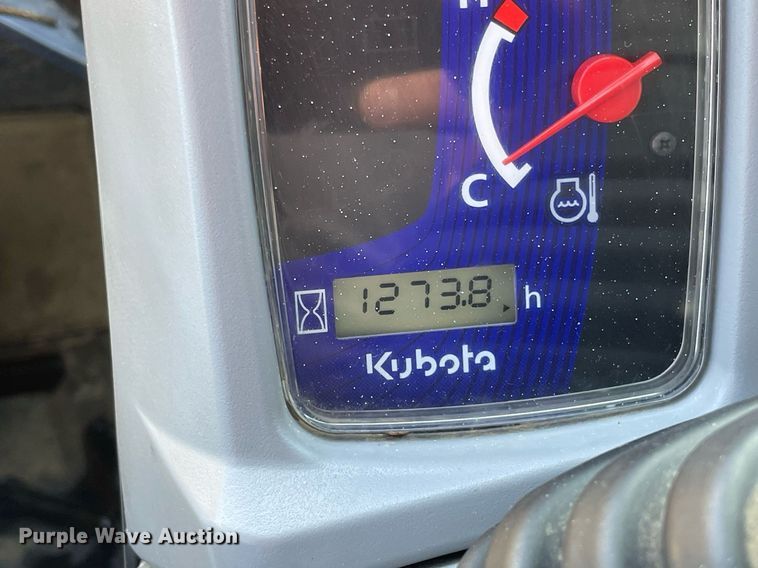 H
C
1273.8 h
Kubota
Purple Wave Auction